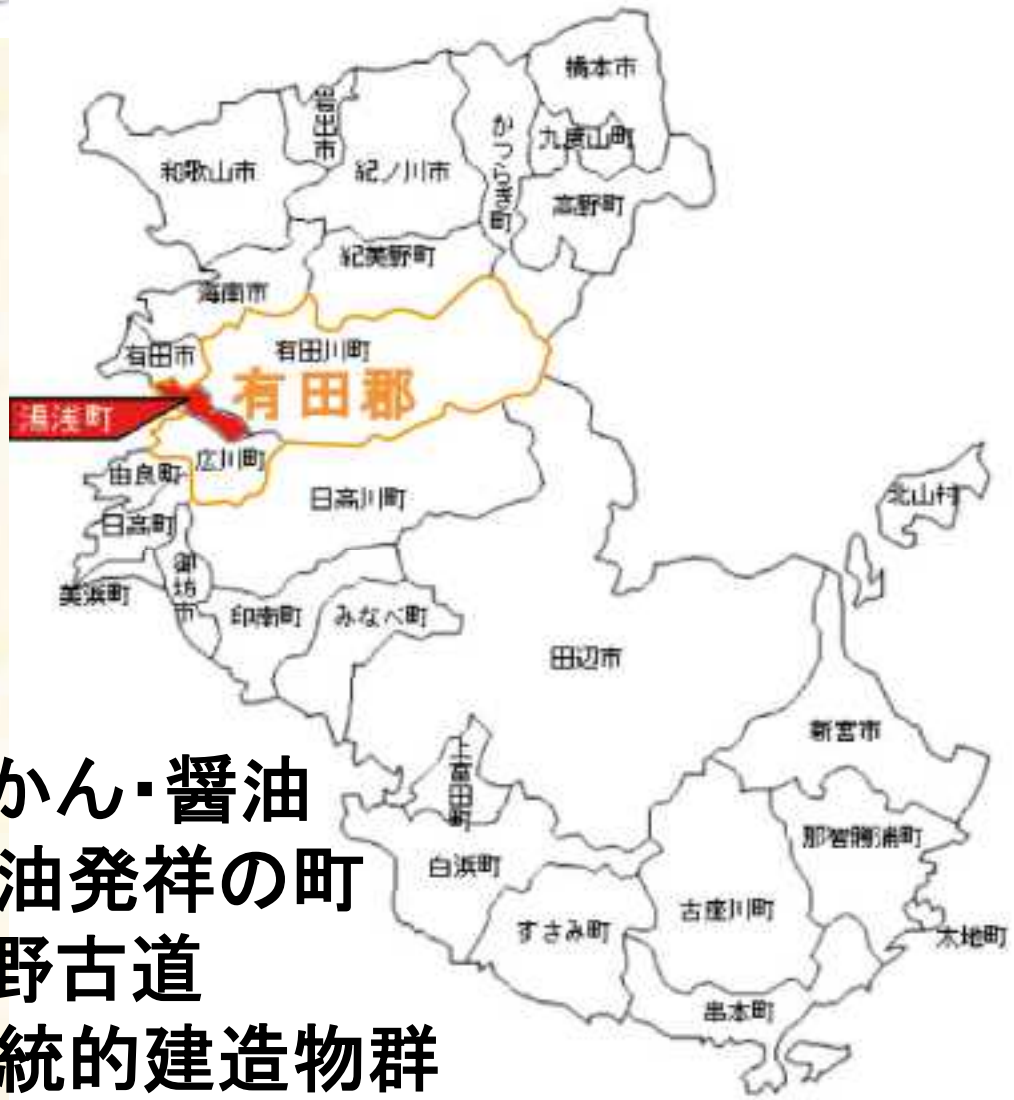 橋本市
岩出市
かつらぎ町
九度山町
和歌山市
紀ノ川市
高野町
紀美野町
海南市
有田市
有田川町
有田郡
湯浅町
広川町
由良町
日高川町
北山村
日高町
御坊市
美浜町
印南町
みなべ町
田辺市
新宮市
上富田町
那智勝浦町
白浜町
古座川町
すさみ町
太地町
串本町
かん・醤油
油発祥の町
野古道
統的建造物群